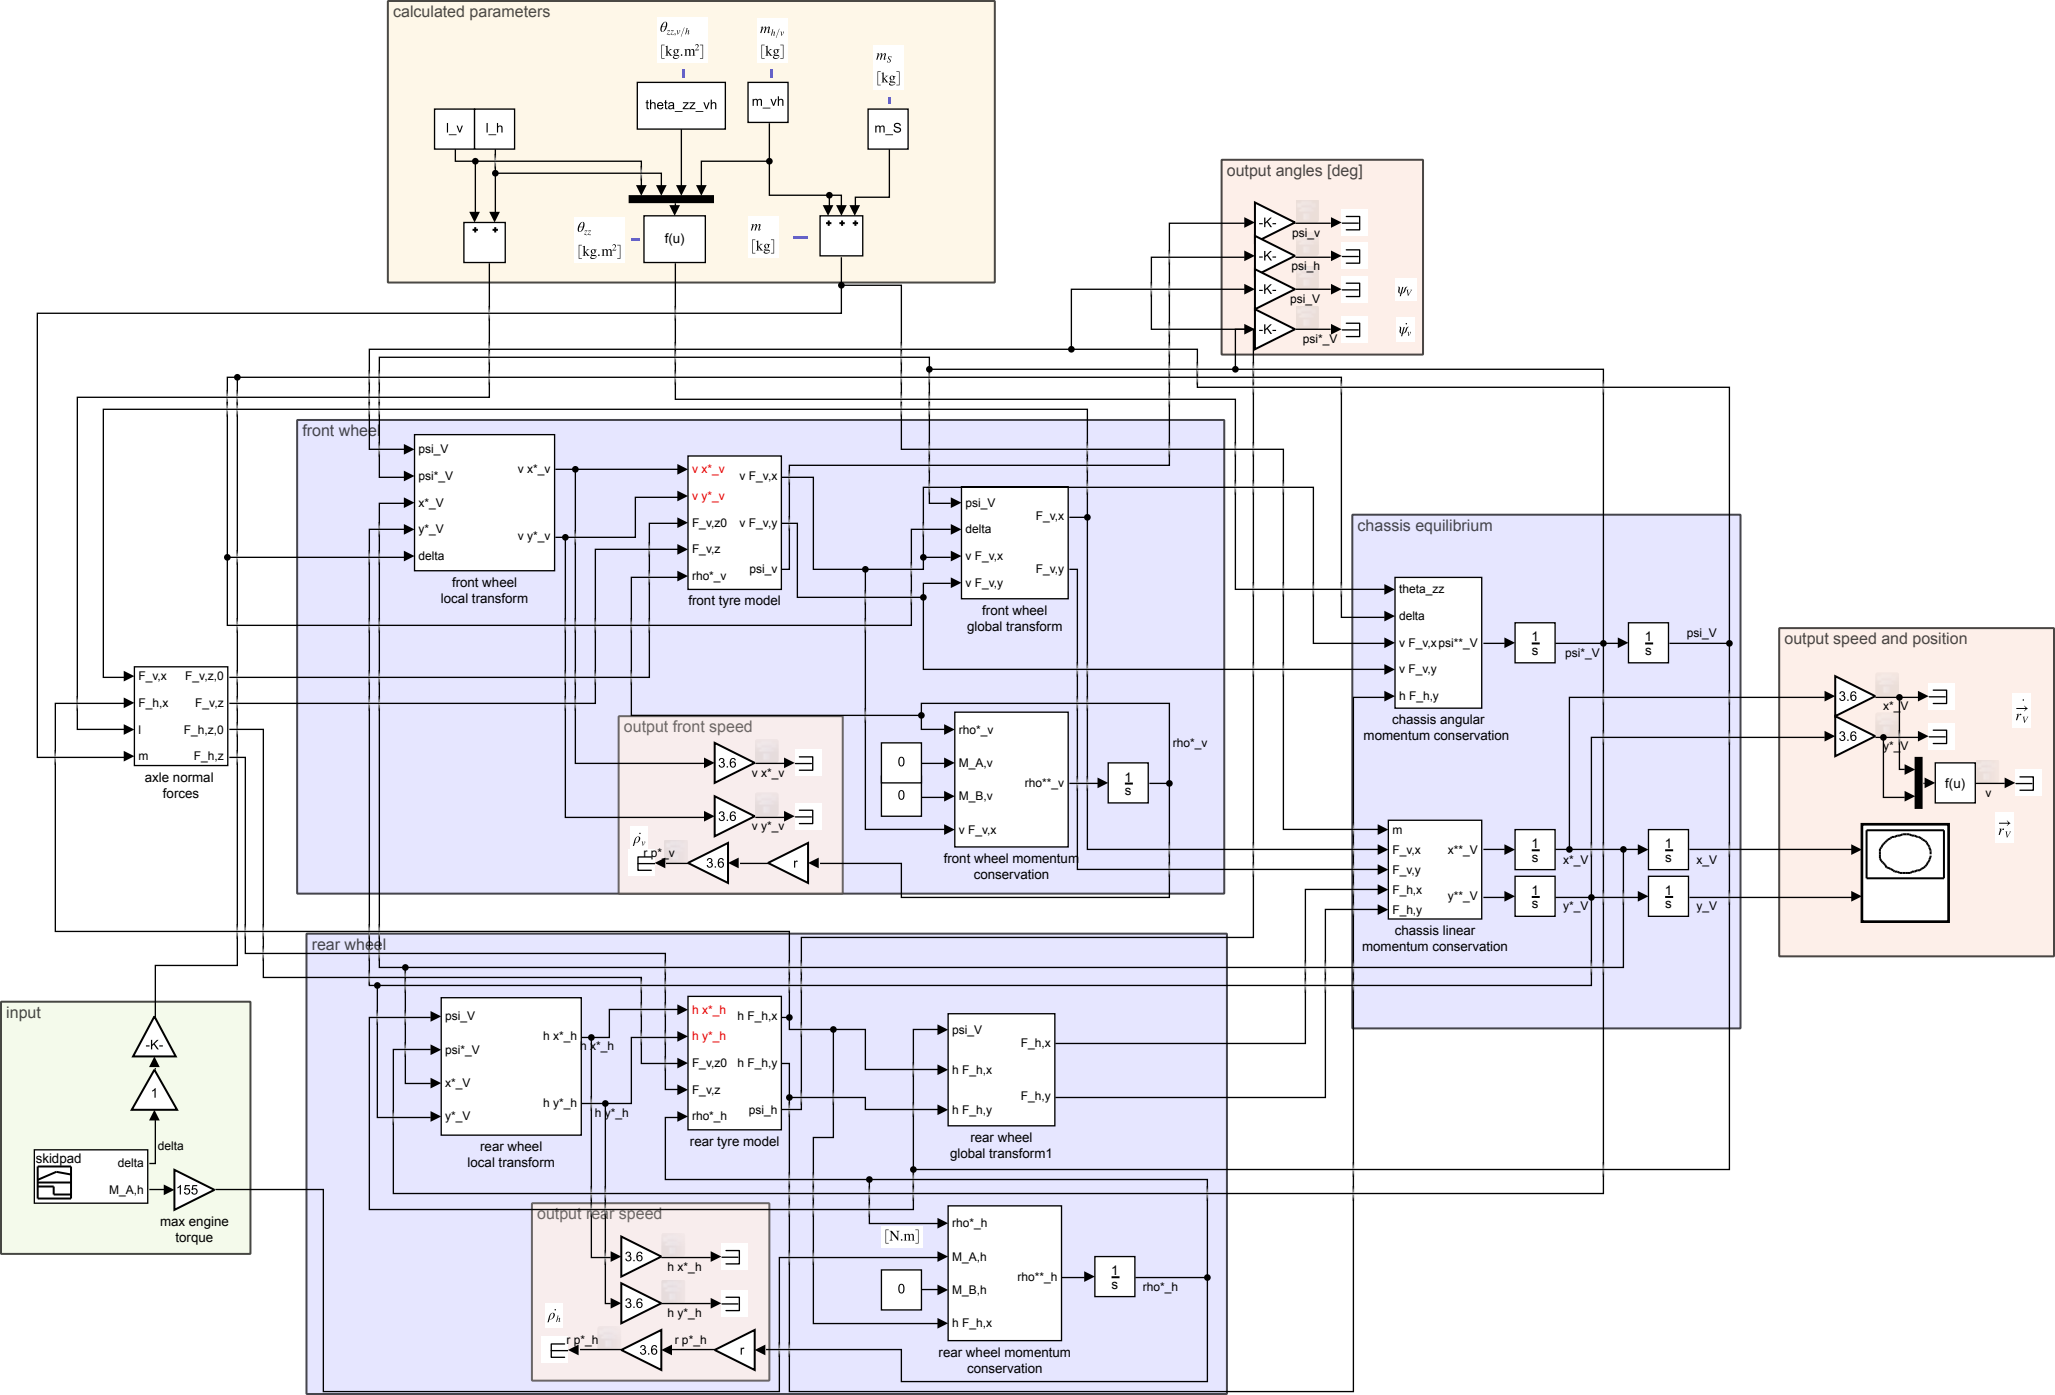 calculated parameters
θzz,v/h
[kg.m²]
mh/v
[kg]
mS
[kg]
theta_zz_vh
m_vh
m_S
l_v
l_h
+ +
θzz
[kg.m²]
f(u)
m
[kg]
+ + +
output angles [deg]
-K-
psi_v
-K-
psi_h
-K-
psi_V
ψV
-K-
psi*_V
ψ̇v
front wheel
psi_V
psi*_V
x*_V
y*_V
delta
v x*_v
v y*_v
front wheel
local transform
v x*_v
v y*_v
F_v,z0
F_v,z
rho*_v
v F_v,x
v F_v,y
psi_v
front tyre model
psi_V
delta
v F_v,x
v F_v,y
F_v,x
F_v,y
front wheel
global transform
output front speed
3.6
v x*_v
3.6
v y*_v
ρ̇v
r p*_v
3.6
r
0
0
rho*_v
M_A,v
M_B,v
v F_v,x
rho**_v
1
s
rho*_v
front wheel momentum
conservation
F_v,x
F_h,x
l
m
F_v,z,0
F_v,z
F_h,z,0
F_h,z
axle normal
forces
chassis equilibrium
theta_zz
delta
v F_v,x
v F_v,y
h F_h,y
psi**_V
1
s
psi*_V
1
s
psi_V
chassis angular
momentum conservation
m
F_v,x
F_v,y
F_h,x
F_h,y
x**_V
y**_V
1
s
x*_V
1
s
x_V
1
s
y*_V
1
s
y_V
chassis linear
momentum conservation
output speed and position
3.6
x*_V
3.6
y*_V
f(u)
v
r⃗̇V
r⃗V
rear wheel
psi_V
psi*_V
x*_V
y*_V
h x*_h
h y*_h
h x*_h
h y*_h
rear wheel
local transform
h x*_h
h y*_h
F_v,z0
F_v,z
rho*_h
h F_h,x
h F_h,y
psi_h
rear tyre model
psi_V
h F_h,x
h F_h,y
F_h,x
F_h,y
rear wheel
global transform1
output rear speed
3.6
h x*_h
3.6
h y*_h
ρ̇h
r p*_h
3.6
r p*_h
r
[N.m]
0
rho*_h
M_A,h
M_B,h
h F_h,x
rho**_h
1
s
rho*_h
rear wheel momentum
conservation
input
-K-
1
delta
skidpad
delta
M_A,h
155
max engine
torque